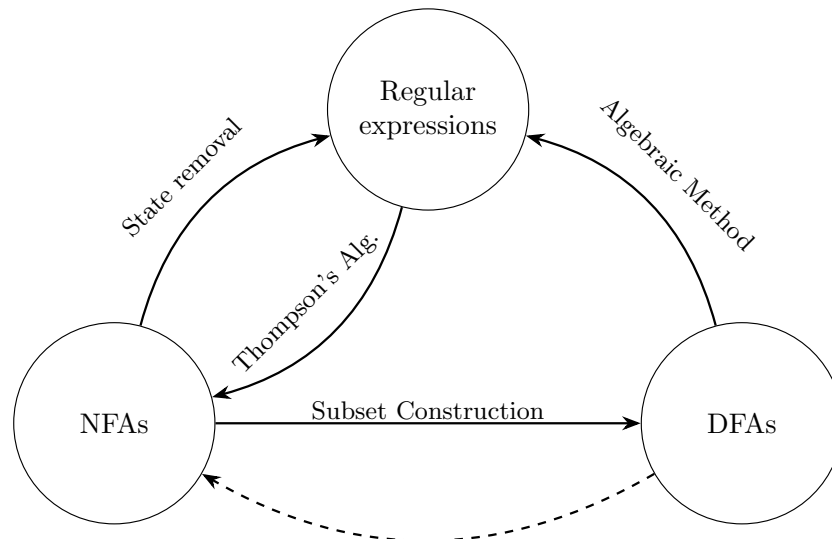 Regular
expressions
State removal
Algebraic Method
Thompson's Alg.
Subset Construction
NFAs
DFAs